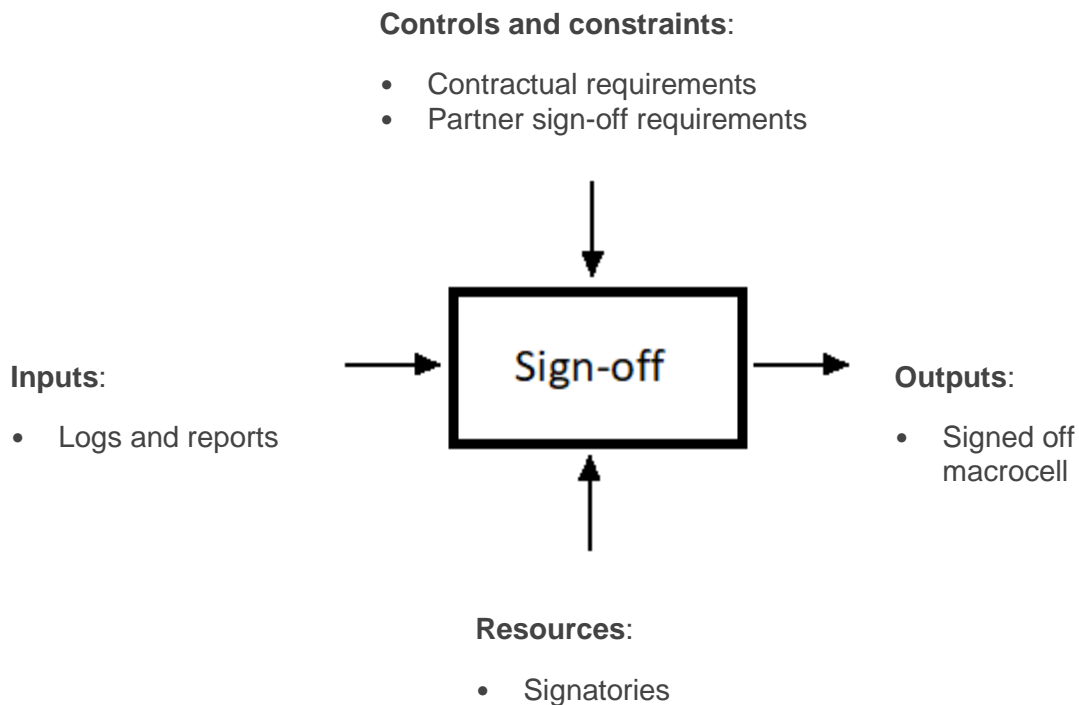 Controls and constraints:
• Contractual requirements
• Partner sign-off requirements
Sign-off
Inputs:
• Logs and reports
Outputs:
• Signed off
macrocell
Resources:
• Signatories